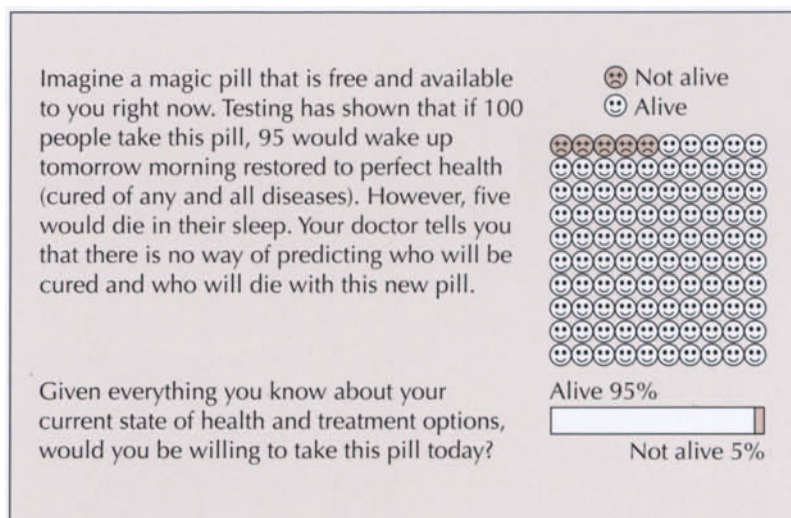 Imagine a magic pill that is free and available
to you right now. Testing has shown that if 100
people take this pill, 95 would wake up
tomorrow morning restored to perfect health
(cured of any and all diseases). However, five
would die in their sleep. Your doctor tells you
that there is no way of predicting who will be
cured and who will die with this new pill.
Given everything you know about your
current state of health and treatment options,
would you be willing to take this pill today?
Not alive
Alive
Alive 95%
Not alive 5%